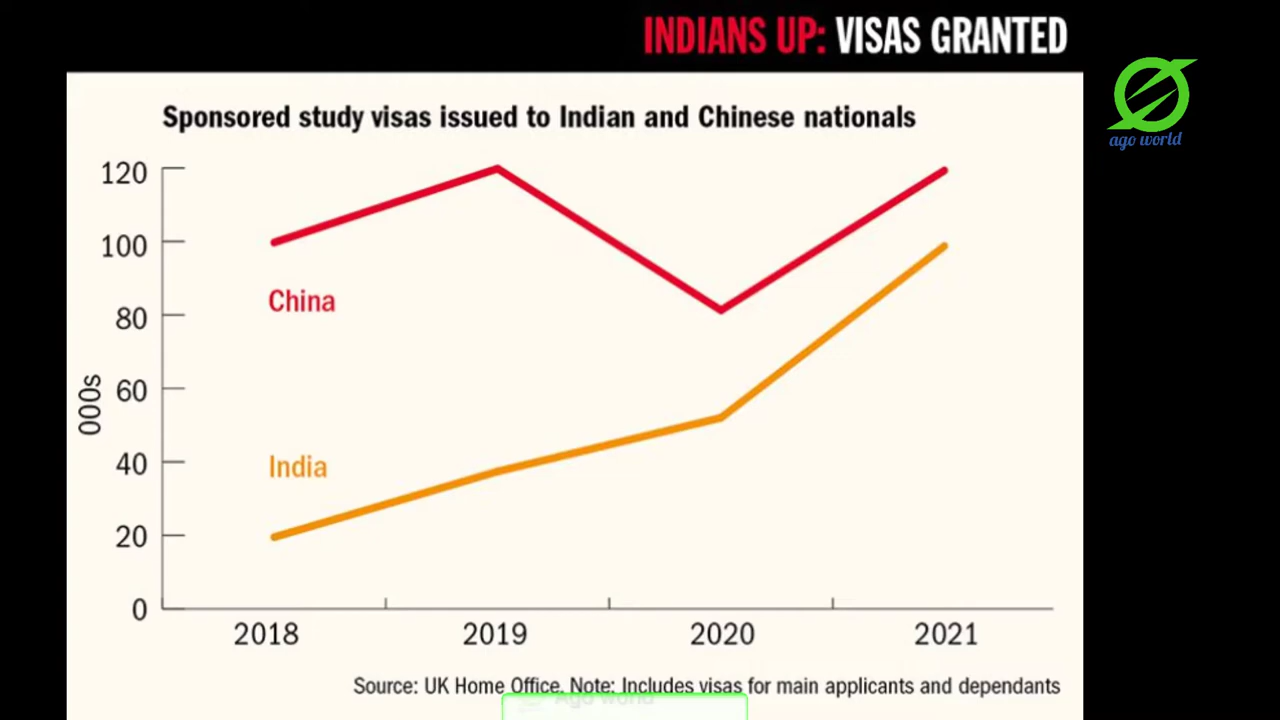 INDIANS UP: VISAS GRANTED
ago world
Sponsored study visas issued to Indian and Chinese nationals
120
100
80
60
40
20
0
000s
China
India
2018 2019 2020 2021
Source: UK Home Office. Note: Includes visas for main applicants and dependants
Ago world